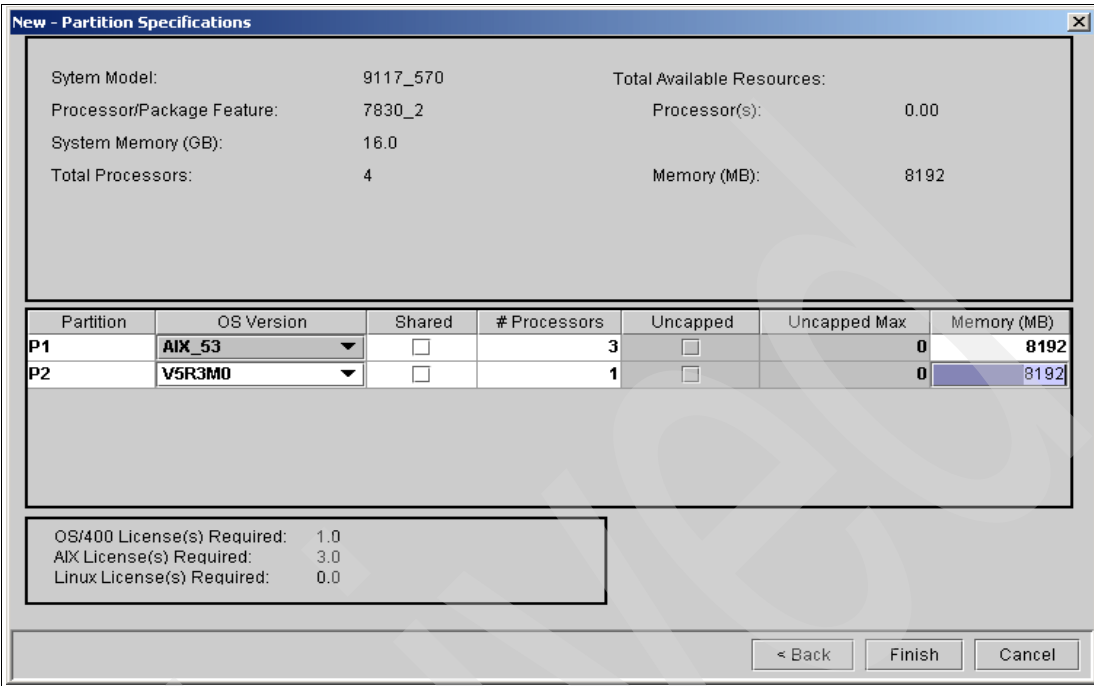 New - Partition Specifications
Sytem Model: 9117_570 Total Available Resources:
Processor/Package Feature: 7830_2 Processor(s): 0.00
System Memory (GB): 16.0
Total Processors: 4 Memory (MB): 8192
Partition OS Version Shared # Processors Uncapped Uncapped Max Memory (MB)
P1 AIX_53 3 0 8192
P2 V5R3M0 1 0 8192
OS/400 License(s) Required: 1.0
AIX License(s) Required: 3.0
Linux License(s) Required: 0.0
< Back Finish Cancel